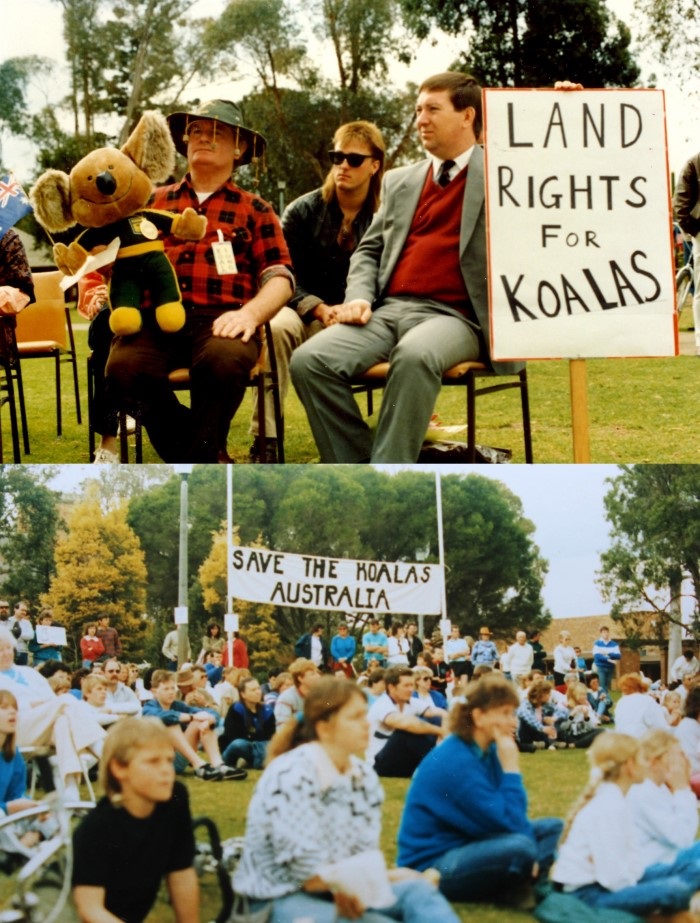 LAND
RIGHTS
FOR
KOALAS
SAVE THE KOALAS
AUSTRALIA